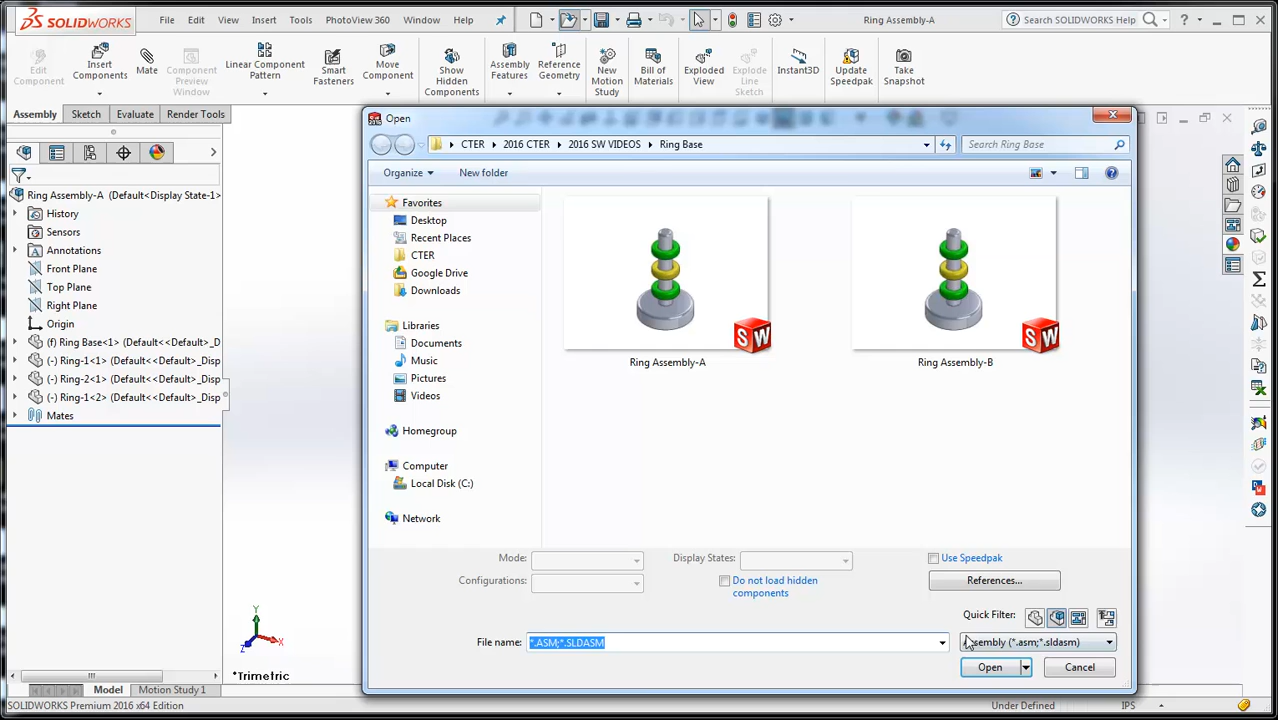 SOLIDWORKS File Edit View Insert Tools PhotoView 360 Window Help Ring Assembly-A Search SOLIDWORKS Help ?
Edit Component
Insert Components
Mate
Component Preview Window
Linear Component Pattern
Smart Fasteners
Move Component
Show Hidden Components
Assembly Features
Reference Geometry
New Motion Study
Bill of Materials
Exploded View
Explode Line Sketch
Instant3D
Update Speedpak
Take Snapshot
Assembly Sketch Evaluate Render Tools
Ring Assembly-A (Default<Display State-1>
History
Sensors
Annotations
Front Plane
Top Plane
Right Plane
Origin
(f) Ring Base<1> (Default<<Default>_D
(-) Ring-1<1> (Default<<Default>_Disp
(-) Ring-2<1> (Default<<Default>_Disp
(-) Ring-1<2> (Default<<Default>_Disp
Mates
Open
CTER 2016 CTER 2016 SW VIDEOS Ring Base Search Ring Base
Organize New folder
Favorites
Desktop
Recent Places
CTER
Google Drive
Downloads
Libraries
Documents
Music
Pictures
Videos
Homegroup
Computer
Local Disk (C:)
Network
SW SW
Ring Assembly-A Ring Assembly-B
Mode: Display States: Use Speedpak
Configurations: Do not load hidden components References...
Quick Filter:
File name: *.ASM;*.SLDASM ssembly (*.asm;*.sldasm)
Open Cancel
Y
X
Z
*Trimetric
Model Motion Study 1
SOLIDWORKS Premium 2016 x64 Edition Under Defined IPS